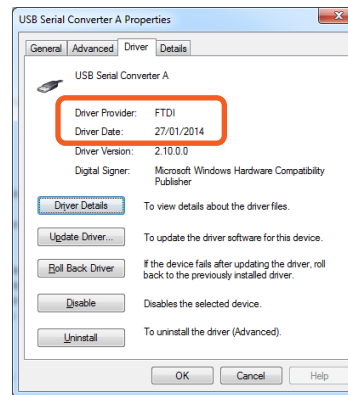 USB Serial Converter A Properties
General Advanced Driver Details
USB Serial Converter A
Driver Provider: FTDI
Driver Date: 27/01/2014
Driver Version: 2.10.0.0
Digital Signer: Microsoft Windows Hardware Compatibility
Publisher
Driver Details To view details about the driver files.
Update Driver... To update the driver software for this device.
Roll Back Driver If the device fails after updating the driver, roll
back to the previously installed driver.
Disable Disables the selected device.
Uninstall To uninstall the driver (Advanced).
OK Cancel Help